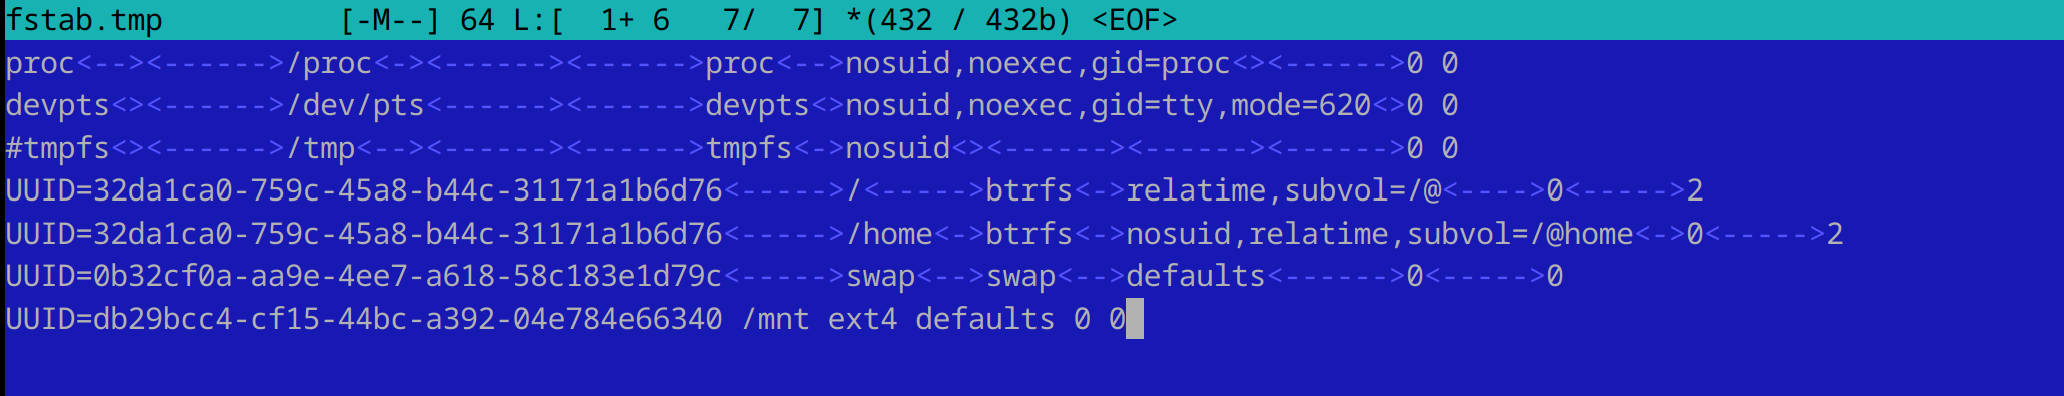 fstab.tmp [-M--] 64 L:[ 1+ 6 7/ 7] *(432 / 432b) <EOF>
proc<--><------>/proc<-><------><------>proc<-->nosuid,noexec,gid=proc<><------>0 0
devpts<><------>/dev/pts<------><------>devpts<>nosuid,noexec,gid=tty,mode=620<>0 0
#tmpfs<><------>/tmp<--><------><------>tmpfs<->nosuid<><------><------><------>0 0
UUID=32da1ca0-759c-45a8-b44c-31171a1b6d76<----->/<----->btrfs<->relatime,subvol=/@<---->0<----->2
UUID=32da1ca0-759c-45a8-b44c-31171a1b6d76<----->/home<->btrfs<->nosuid,relatime,subvol=/@home<->0<----->2
UUID=0b32cf0a-aa9e-4ee7-a618-58c183e1d79c<----->swap<-->swap<-->defaults<------>0<----->0
UUID=db29bcc4-cf15-44bc-a392-04e784e66340 /mnt ext4 defaults 0 0